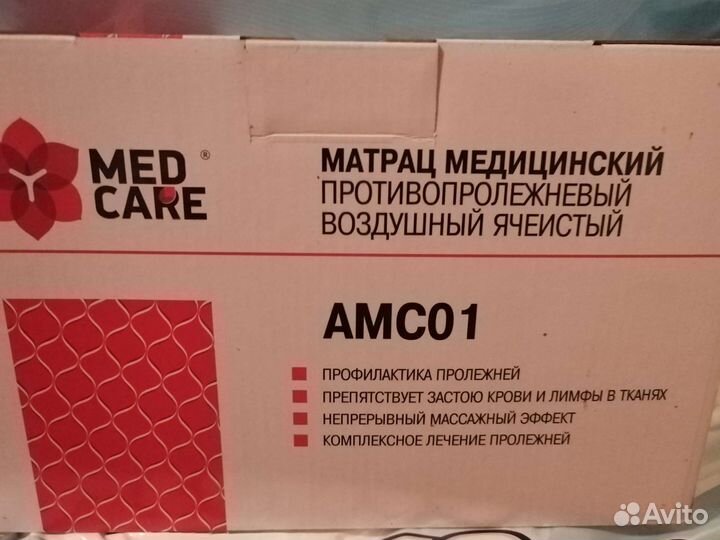 MED ®
CARE
МАТРАЦ МЕДИЦИНСКИЙ
ПРОТИВОПРОЛЕЖНЕВЫЙ
ВОЗДУШНЫЙ ЯЧЕИСТЫЙ
АМС01
ПРОФИЛАКТИКА ПРОЛЕЖНЕЙ
ПРЕПЯТСТВУЕТ ЗАСТОЮ КРОВИ И ЛИМФЫ В ТКАНЯХ
НЕПРЕРЫВНЫЙ МАССАЖНЫЙ ЭФФЕКТ
КОМПЛЕКСНОЕ ЛЕЧЕНИЕ ПРОЛЕЖНЕЙ
Avito